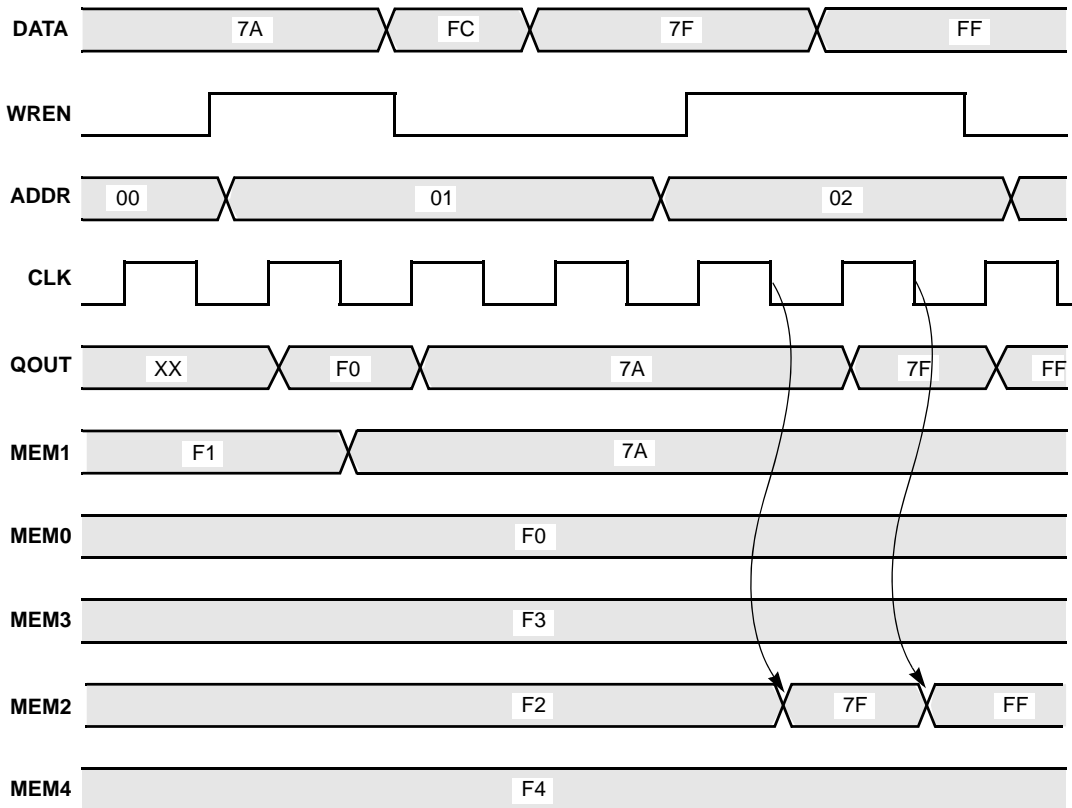 DATA 7A FC 7F FF
WREN
ADDR 00 01 02
CLK
QOUT XX F0 7A 7F FF
MEM1 F1 7A
MEM0 F0
MEM3 F3
MEM2 F2 7F FF
MEM4 F4